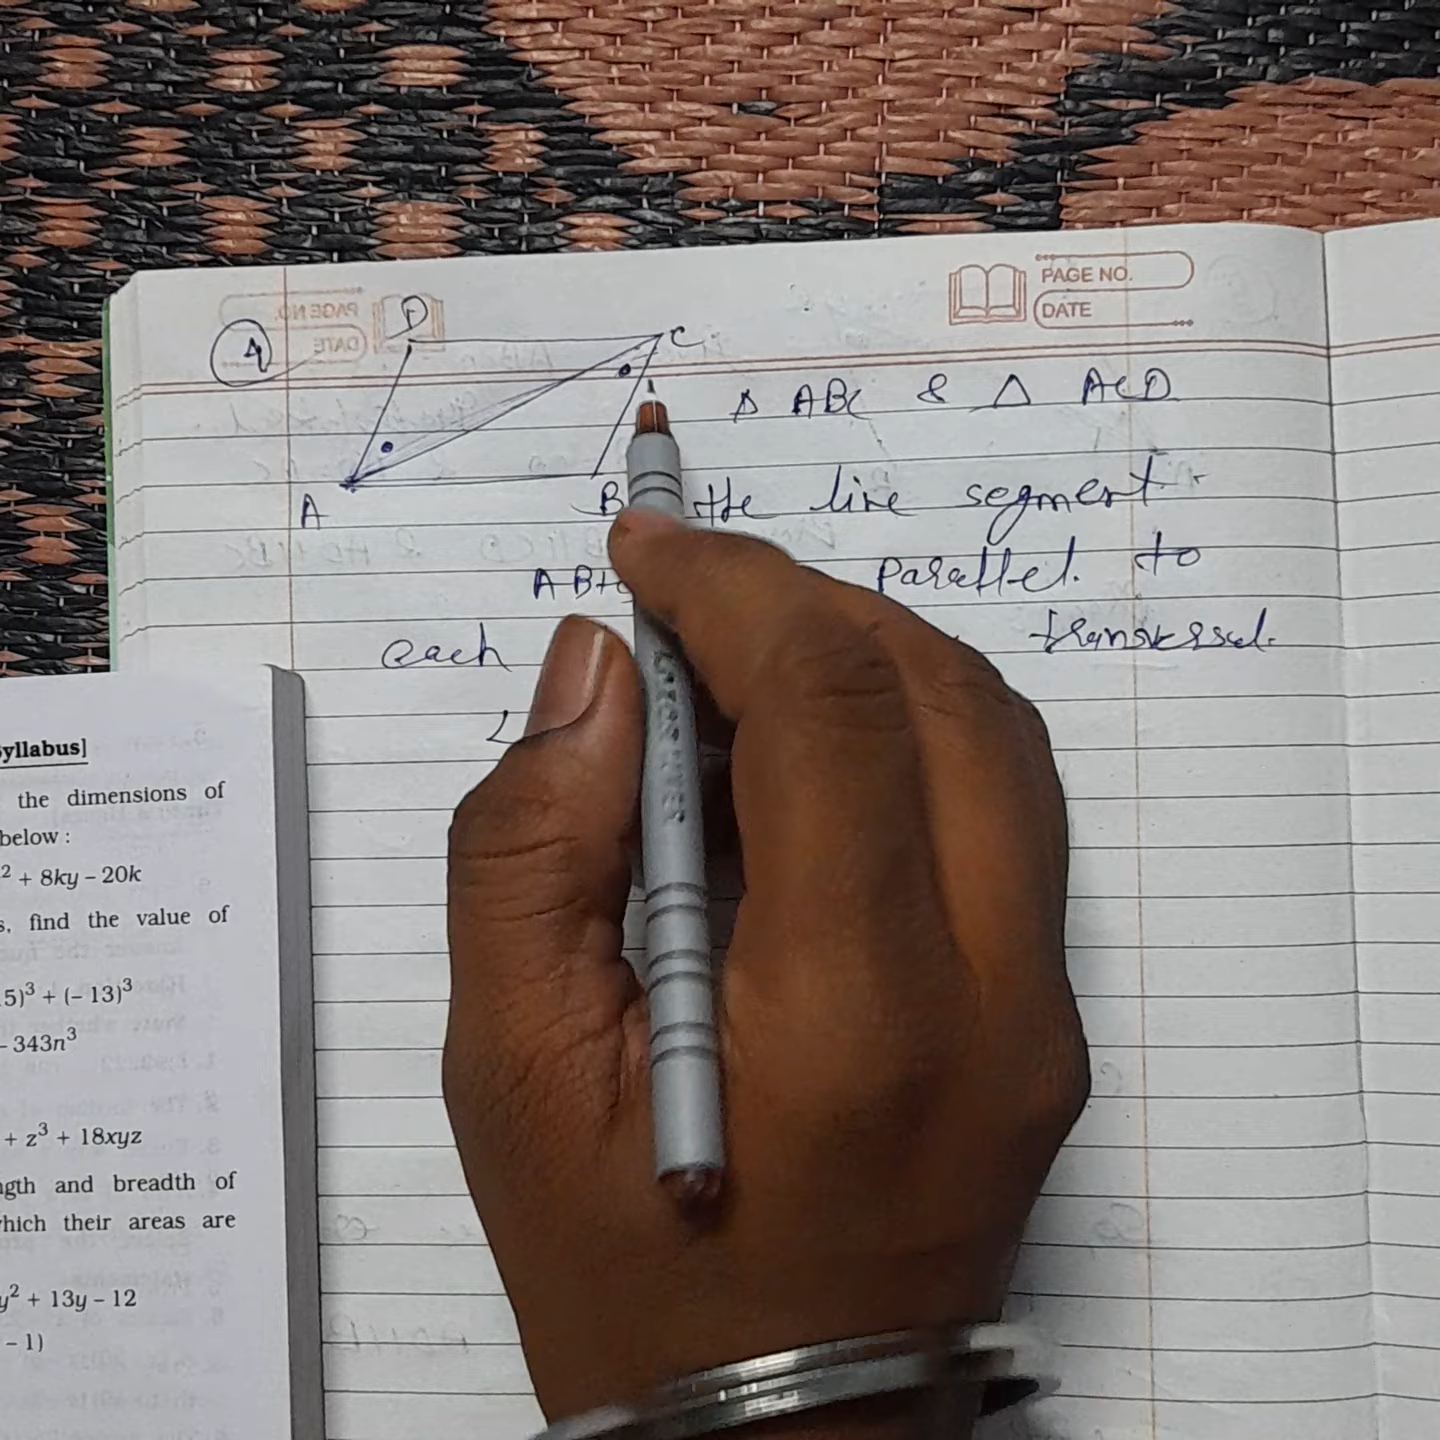 PAGE NO.
DATE
4
D
C
A
B
Δ ABC & Δ ACD
the line segment
AB
parallel. to
each
transversal.
Syllabus]
the dimensions of
below :
² + 8ky – 20k
s, find the value of
5)³ + (– 13)³
– 343n³
+ z³ + 18xyz
ngth and breadth of
which their areas are
y² + 13y – 12
– 1)